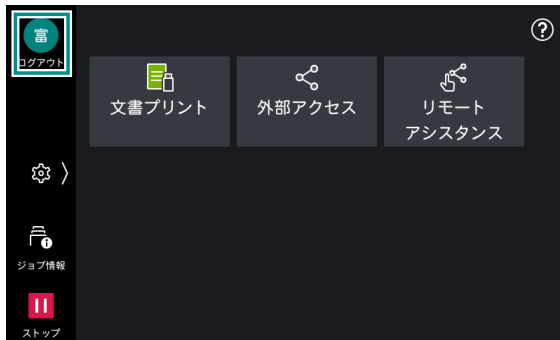 富
ログアウト
?
文書プリント
外部アクセス
リモート
アシスタンス
ジョブ情報
ストップ